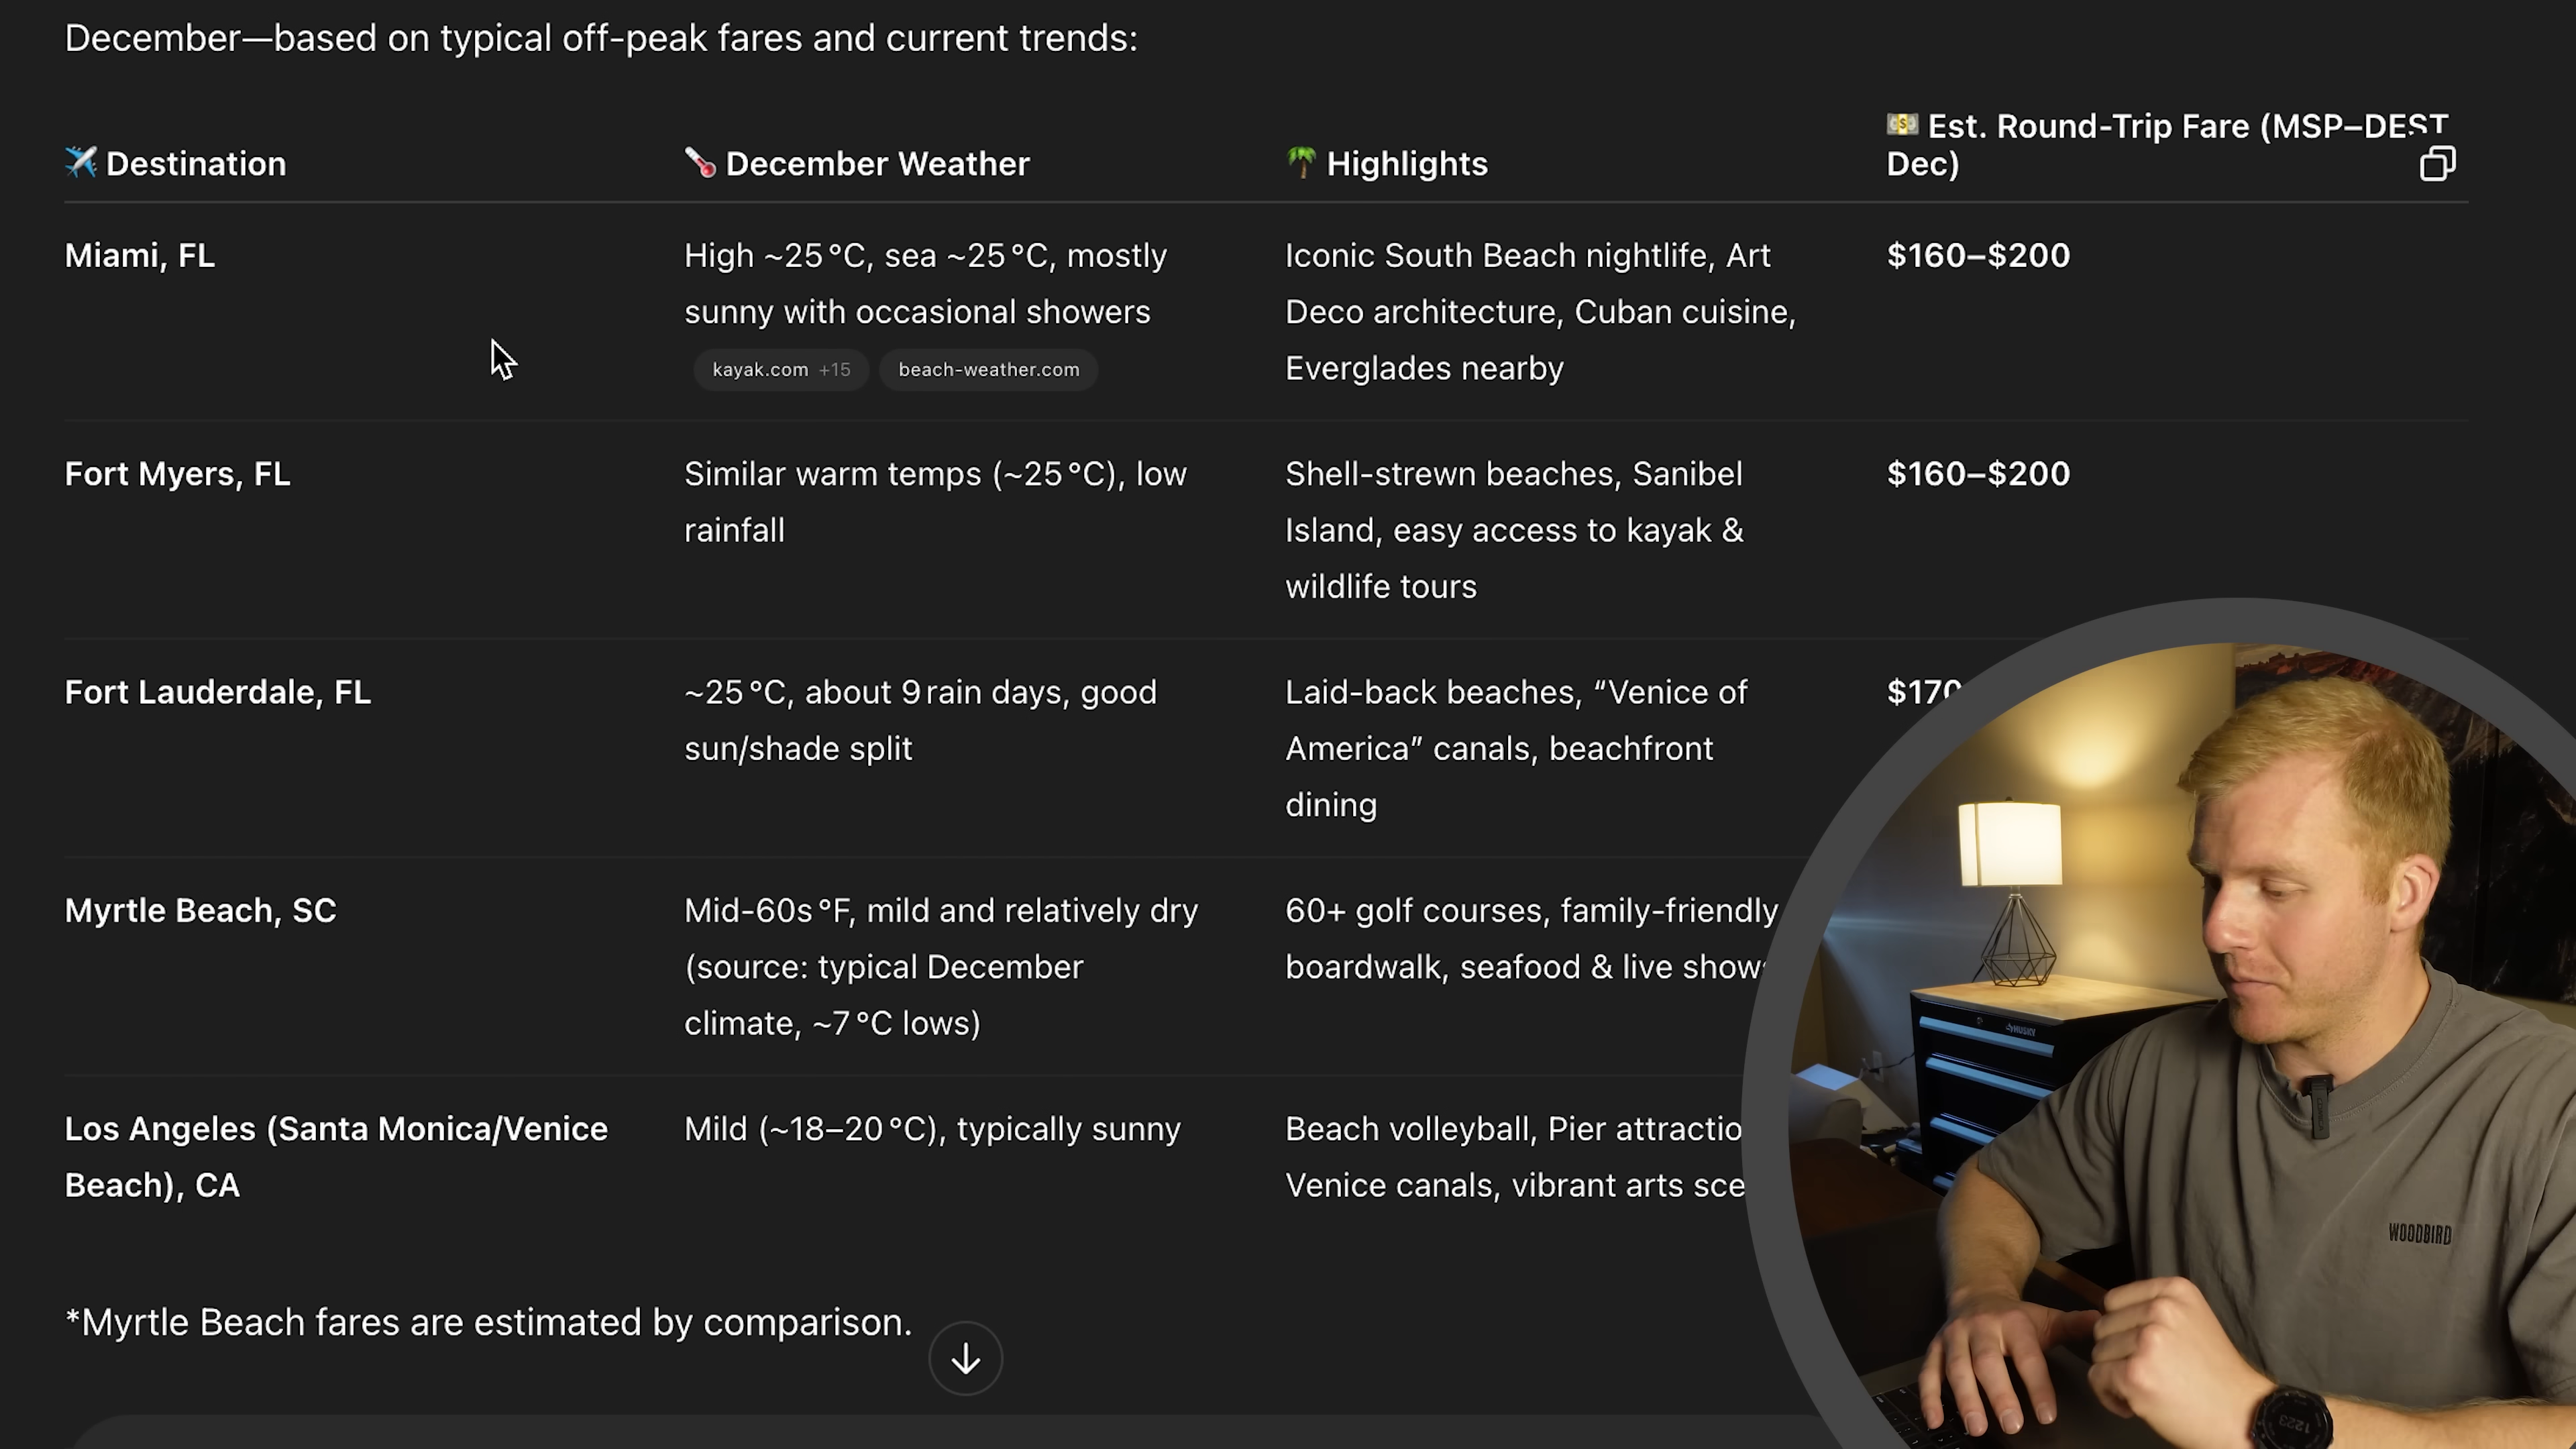 December—based on typical off-peak fares and current trends:
Destination
December Weather
Highlights
Est. Round-Trip Fare (MSP–DEST
Dec)
Miami, FL
High ~25 °C, sea ~25 °C, mostly
sunny with occasional showers
kayak.com +15
beach-weather.com
Iconic South Beach nightlife, Art
Deco architecture, Cuban cuisine,
Everglades nearby
$160–$200
Fort Myers, FL
Similar warm temps (~25 °C), low
rainfall
Shell-strewn beaches, Sanibel
Island, easy access to kayak &
wildlife tours
$160–$200
Fort Lauderdale, FL
~25 °C, about 9 rain days, good
sun/shade split
Laid-back beaches, “Venice of
America” canals, beachfront
dining
$170
Myrtle Beach, SC
Mid-60s °F, mild and relatively dry
(source: typical December
climate, ~7 °C lows)
60+ golf courses, family-friendly
boardwalk, seafood & live shows
Los Angeles (Santa Monica/Venice
Beach), CA
Mild (~18–20 °C), typically sunny
Beach volleyball, Pier
Venice canals, vibrant arts
*Myrtle Beach fares are estimated by comparison.
HUSKY
WOODBIRD